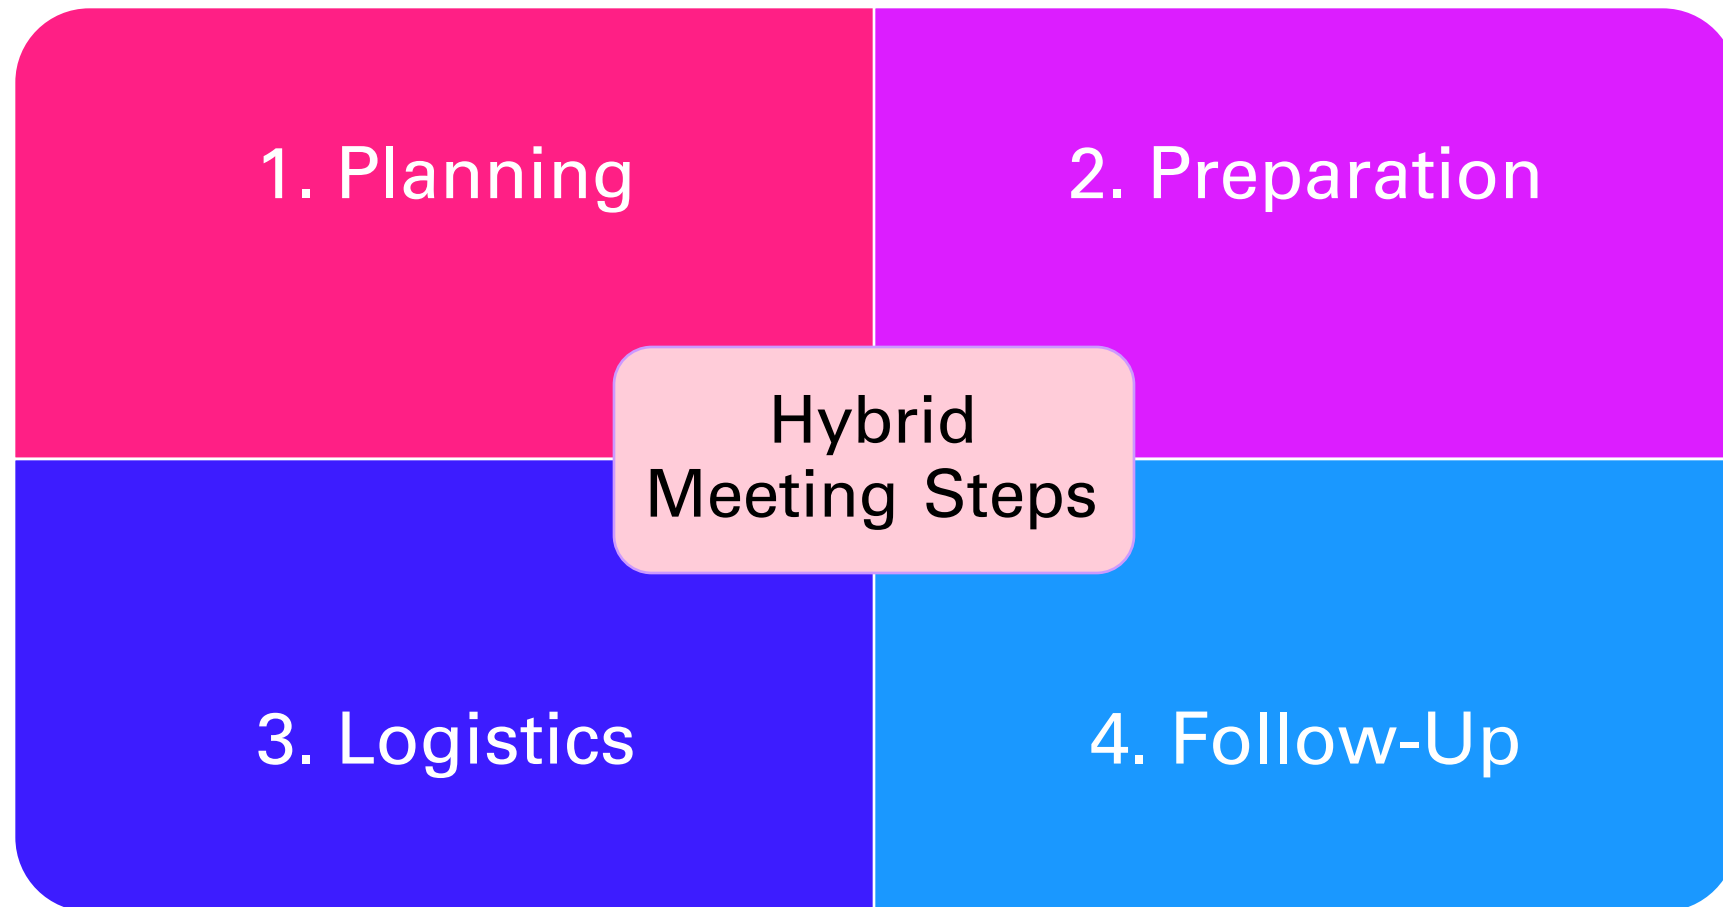 1. Planning
2. Preparation
Hybrid
Meeting Steps
3. Logistics
4. Follow-Up